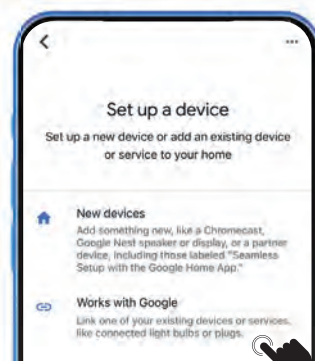 Set up a device
Set up a new device or add an existing device
or service to your home
New devices
Add something new, like a Chromecast,
Google Nest speaker or display, or a partner
device, including those labeled "Seamless
Setup with the Google Home App."
Works with Google
Link one of your existing devices or services,
like connected light bulbs or plugs.